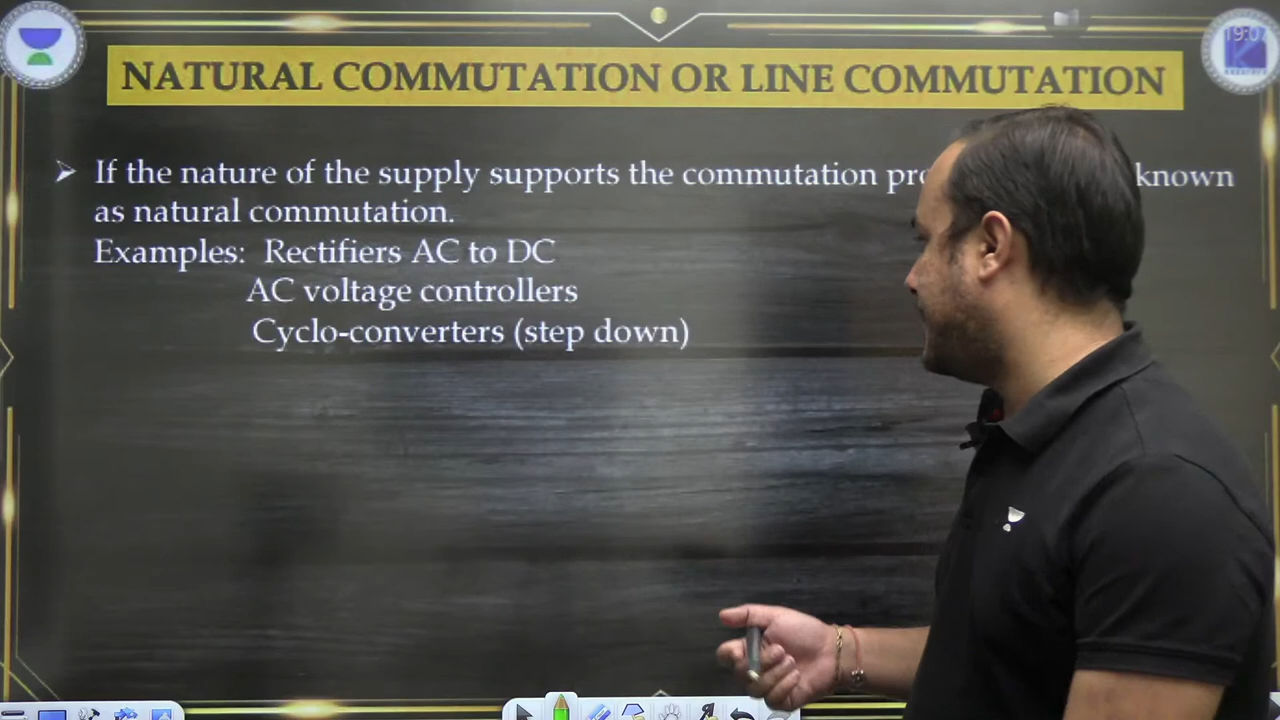 NATURAL COMMUTATION OR LINE COMMUTATION
➢ If the nature of the supply supports the commutation known
as natural commutation.
Examples: Rectifiers AC to DC
AC voltage controllers
Cyclo-converters (step down)